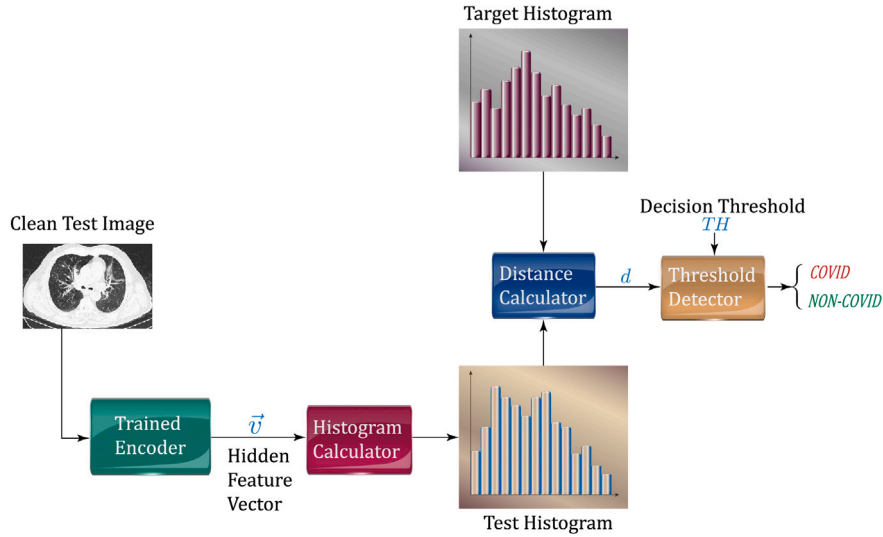 Target Histogram
Clean Test Image
Decision Threshold
TH
Distance
Calculator
d
Threshold
Detector
COVID
NON-COVID
Trained
Encoder
v⃗
Hidden
Feature
Vector
Histogram
Calculator
Test Histogram